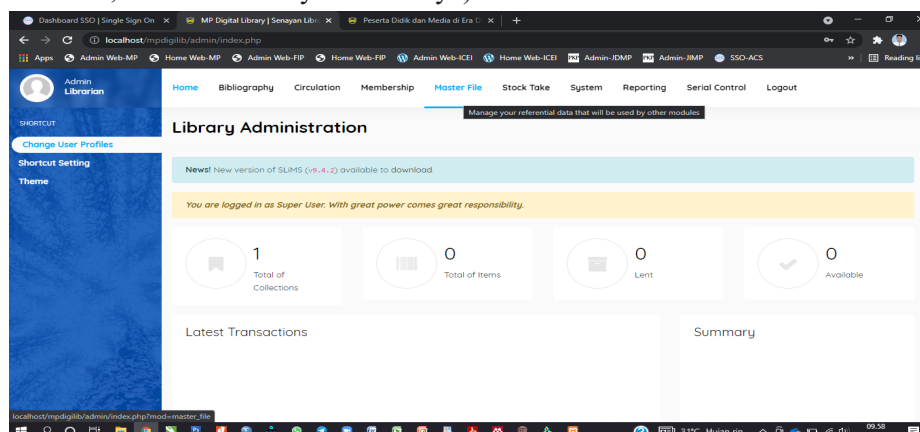 Dashboard SSO | Single Sign On
MP Digital Library | Senayan Libr
Peserta Didik dan Media di Era D
localhost/mpdigilib/admin/index.php
Apps Admin Web-MP Home Web-MP Admin Web-FIP Home Web-FIP Admin Web-ICEI Home Web-ICEI Admin-JDMP Admin-JIMP SSO-ACS » Reading li
Admin
Librarian
Home Bibliography Circulation Membership Master File Stock Take System Reporting Serial Control Logout
Manage your referential data that will be used by other modules
SHORTCUT
Change User Profiles
Shortcut Setting
Theme
Library Administration
News! New version of SLiMS (v9.4.2) available to download.
You are logged in as Super User. With great power comes great responsibility.
1
Total of
Collections
0
Total of Items
0
Lent
0
Available
Latest Transactions
Summary
localhost/mpdigilib/admin/index.php?mod=master_file
31°C Hujan rin
09.58